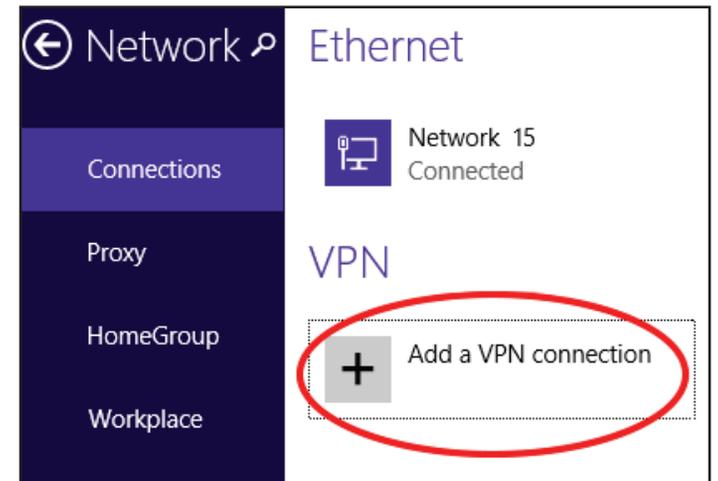 Network
Connections
Proxy
HomeGroup
Workplace
Ethernet
Network 15
Connected
VPN
Add a VPN connection